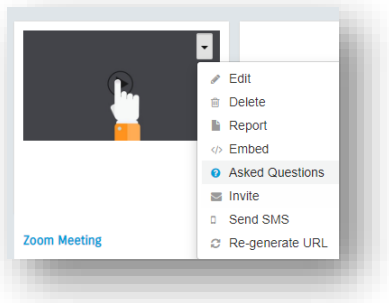 Edit
Delete
Report
Embed
Asked Questions
Invite
Send SMS
Re-generate URL
Zoom Meeting